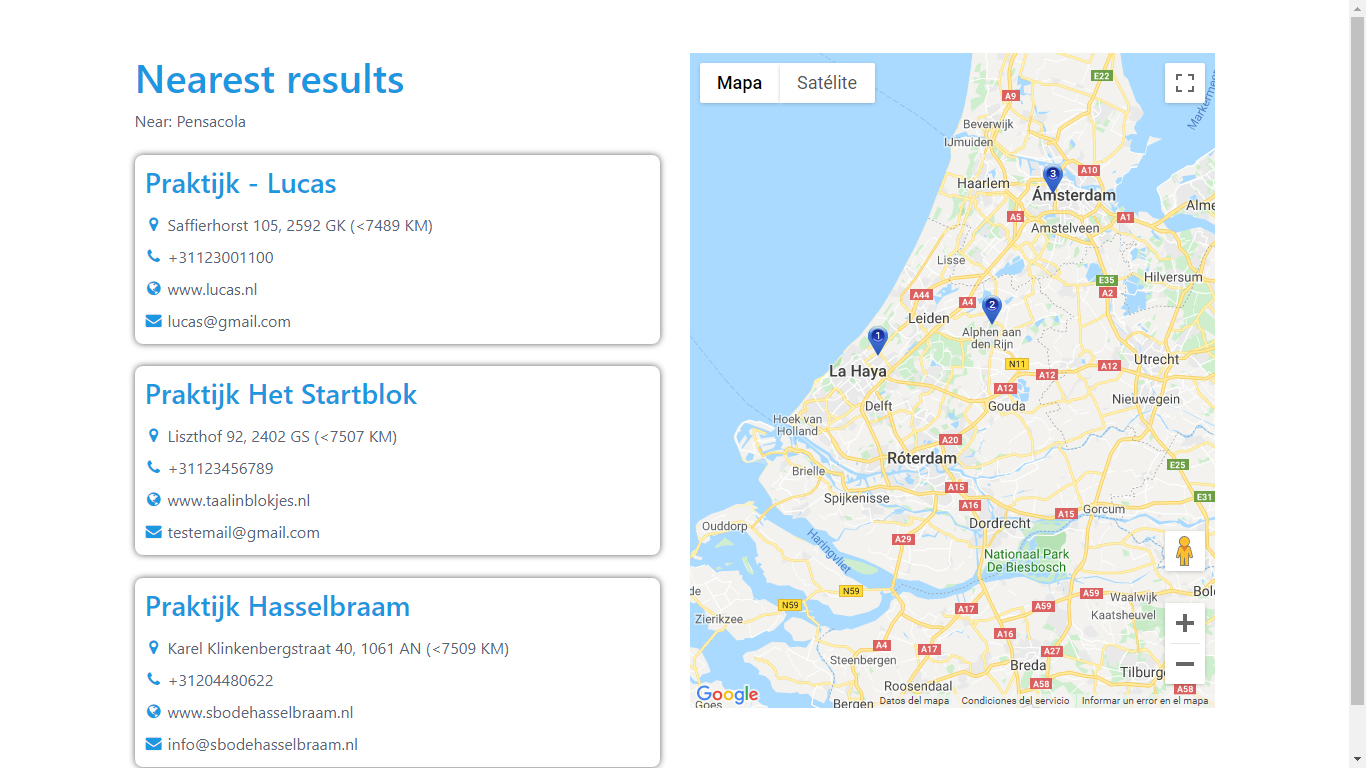 Nearest results
Near: Pensacola
Praktijk - Lucas
Saffierhorst 105, 2592 GK (<7489 KM)
+31123001100
www.lucas.nl
lucas@gmail.com
Praktijk Het Startblok
Liszthof 92, 2402 GS (<7507 KM)
+31123456789
www.taalinblokjes.nl
testemail@gmail.com
Praktijk Hasselbraam
Karel Klinkenbergstraat 40, 1061 AN (<7509 KM)
+31204480622
www.sbodehasselbraam.nl
info@sbodehasselbraam.nl
Mapa
Satélite
E22
A9
Markermeer
Beverwijk
IJmuiden
A10
3
Haarlem
Ámsterdam
Alme
A5
A1
Amstelveen
Lisse
Hilversum
E35
A2
A44
A4
2
Leiden
Alphen aan
den Rijn
1
La Haya
N11
A12
Utrecht
A12
A12
Nieuwegein
Delft
Gouda
Hoek van
Holland
A20
Róterdam
E25
Brielle
A15
E31
Spijkenisse
A16
A15
Gorcum
Ouddorp
Dordrecht
Haringvliet
A29
Nationaal Park
De Biesbosch
de
N59
N59
A59
Waalwijk
Bol
A17
A59
Kaatsheuvel
Zierikzee
A16
A4
A17
A27
Steenbergen
Breda
Tilburg
Roosendaal
A58
A58
Google
Goes
Bergen
Datos del mapa
Condiciones del servicio
Informar un error en el mapa